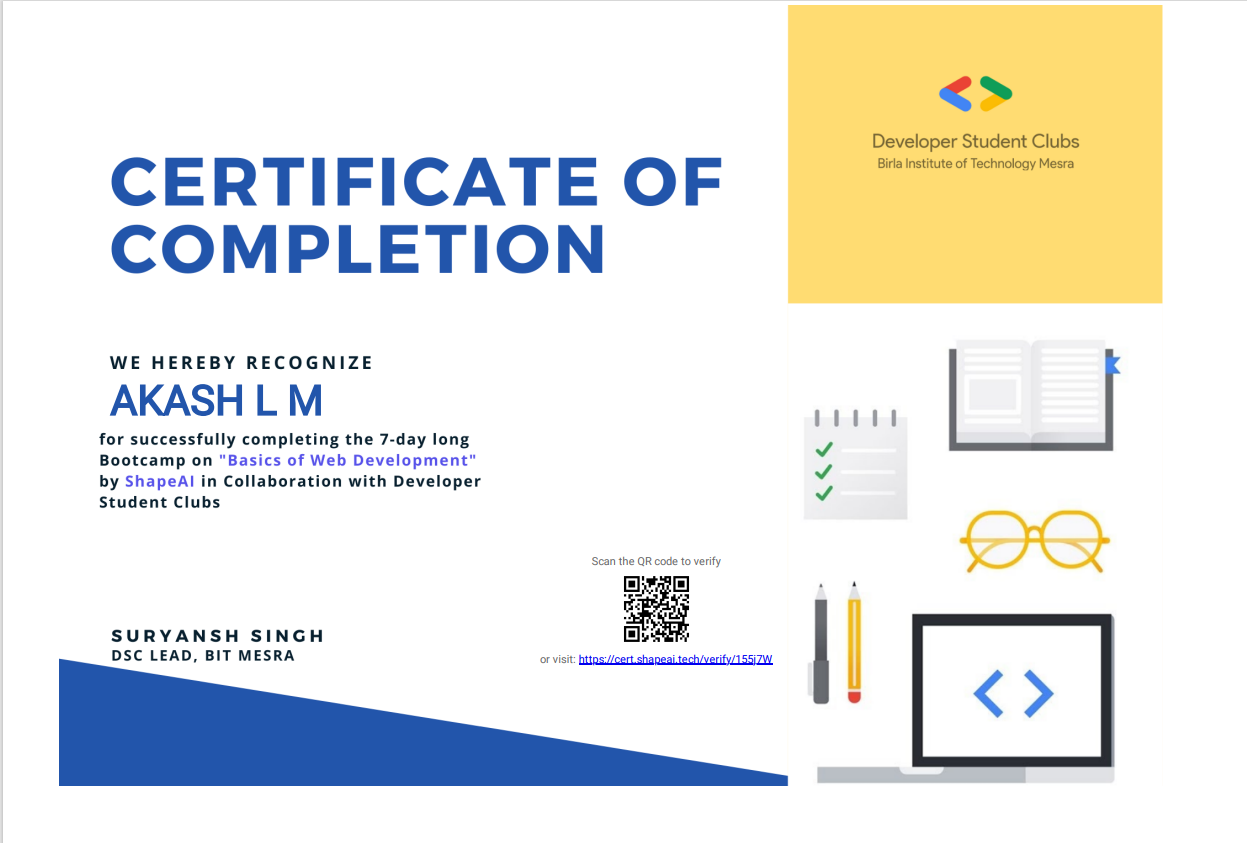 CERTIFICATE OF
COMPLETION
WE HEREBY RECOGNIZE
AKASH L M
for successfully completing the 7-day long
Bootcamp on "Basics of Web Development"
by ShapeAI in Collaboration with Developer
Student Clubs
Scan the QR code to verify
or visit: https://cert.shapeai.tech/verify/155j7W
SURYANSH SINGH
DSC LEAD, BIT MESRA
Developer Student Clubs
Birla Institute of Technology Mesra